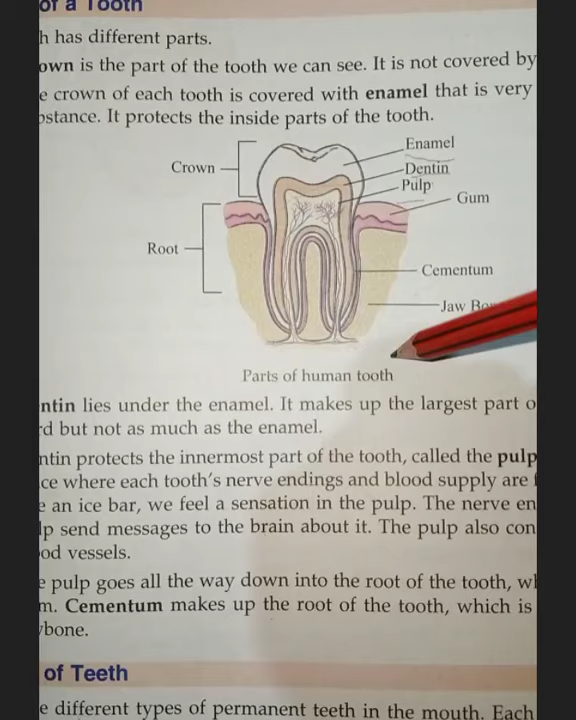 of a Tooth
h has different parts.
own is the part of the tooth we can see. It is not covered by
e crown of each tooth is covered with enamel that is very
bstance. It protects the inside parts of the tooth.
Enamel
Crown
Dentin
Pulp
Gum
Root
Cementum
Jaw
Parts of human tooth
ntin lies under the enamel. It makes up the largest part o
rd but not as much as the enamel.
ntin protects the innermost part of the tooth, called the pulp
ce where each tooth's nerve endings and blood supply are f
e an ice bar, we feel a sensation in the pulp. The nerve en
lp send messages to the brain about it. The pulp also con
od vessels.
e pulp goes all the way down into the root of the tooth, wh
m. Cementum makes up the root of the tooth, which is
bone.
of Teeth
e different types of permanent teeth in the mouth. Each